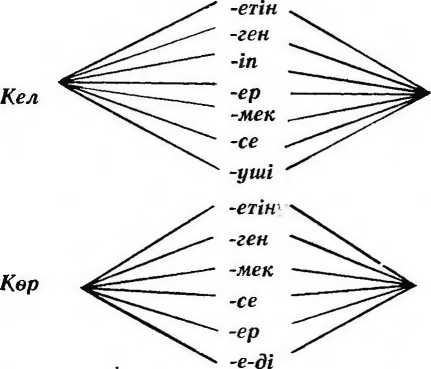 -етін
-ген
-іп
Кел
-ер
-мек
-се
-уші
-етін
-ген
-мек
Көр
-се
-ер
-е-ді